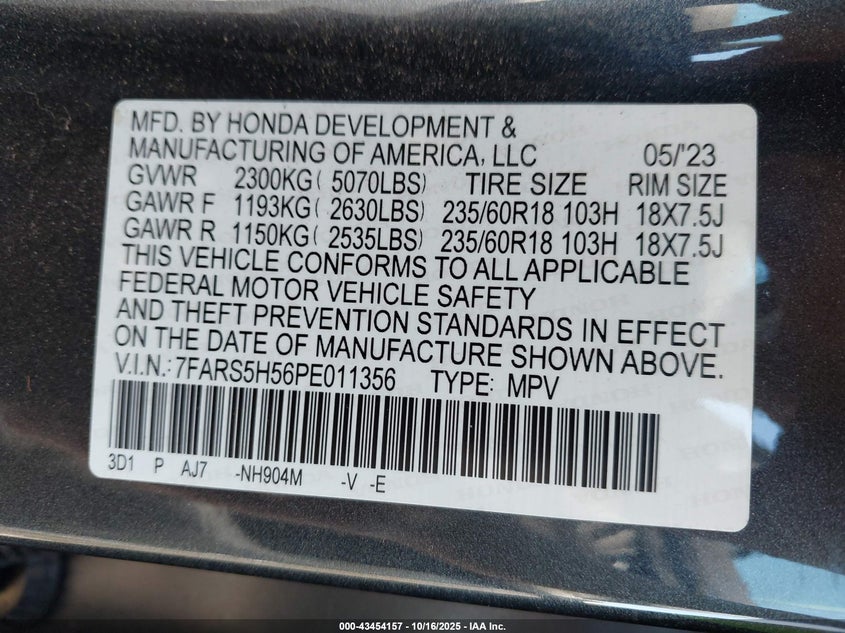 MFD. BY HONDA DEVELOPMENT &
MANUFACTURING OF AMERICA, LLC 05/'23
GVWR 2300KG( 5070LBS) TIRE SIZE RIM SIZE
GAWR F 1193KG( 2630LBS) 235/60R18 103H 18X7.5J
GAWR R 1150KG( 2535LBS) 235/60R18 103H 18X7.5J
THIS VEHICLE CONFORMS TO ALL APPLICABLE
FEDERAL MOTOR VEHICLE SAFETY
AND THEFT PREVENTION STANDARDS IN EFFECT
ON THE DATE OF MANUFACTURE SHOWN ABOVE.
V.I.N.: 7FARS5H56PE011356 TYPE: MPV
3D1 P AJ7 -NH904M -V -E
000-43454157 | 10/16/2025 - IAA Inc.